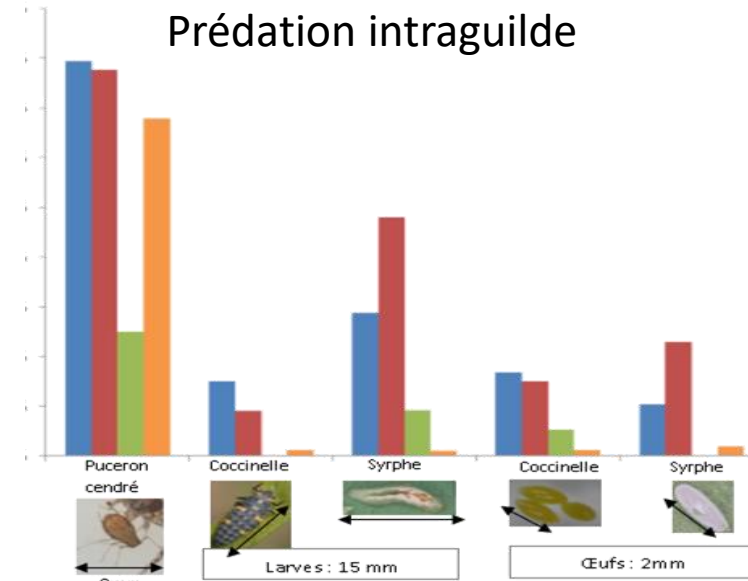 Prédation intraguilde
Puceron
cendré
Coccinelle
Syrphe
Coccinelle
Syrphe
Larves : 15 mm
Œufs : 2mm